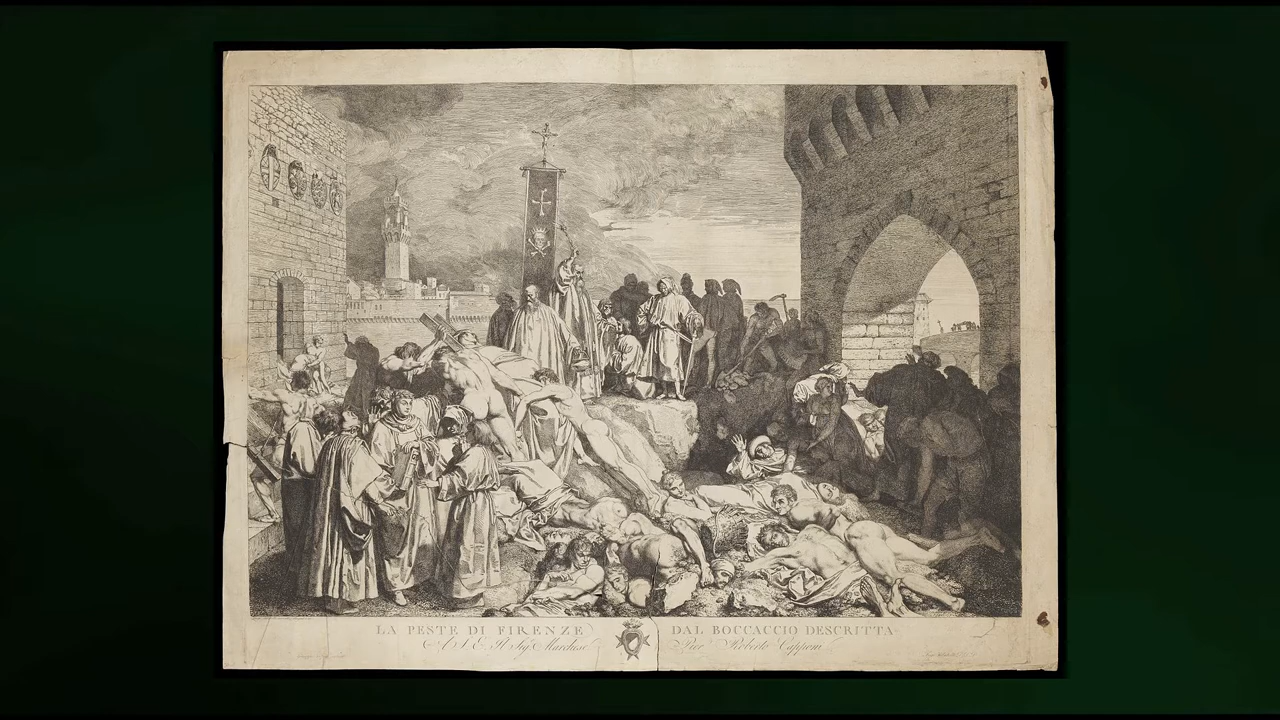 LA PESTE DI FIRENZE DAL BOCCACCIO DESCRITTA
A S. E. Il Sig. Marchese Pier Roberto Capponi